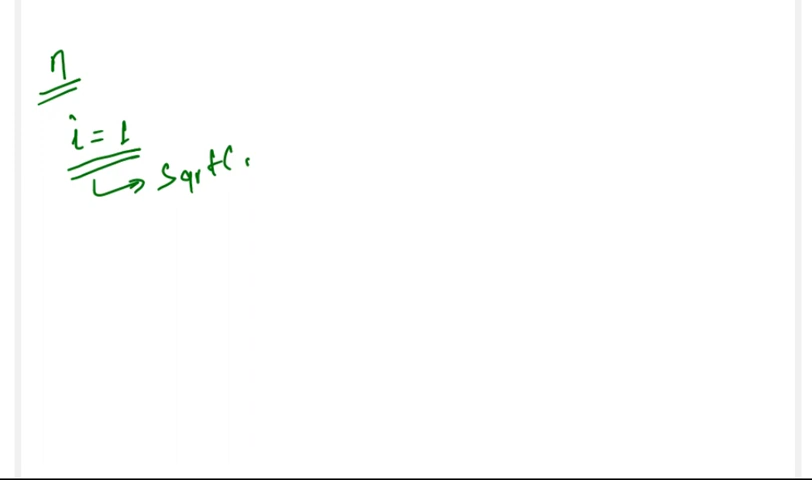 n
i = 1
→ sqrt(